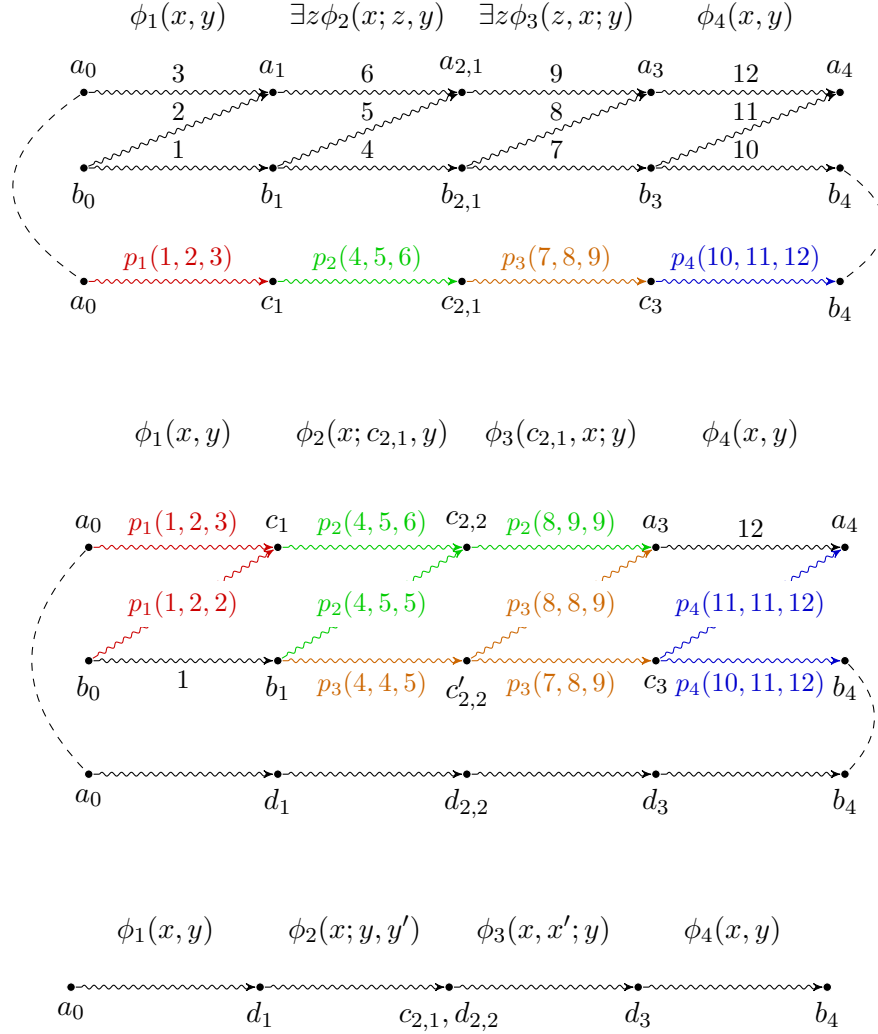 ϕ₁(x, y) ∃zϕ₂(x; z, y) ∃zϕ₃(z, x; y) ϕ₄(x, y)
a₀ 3 a₁ 6 a₂,₁ 9 a₃ 12 a₄
2 5 8 11
1 4 7 10
b₀ b₁ b₂,₁ b₃ b₄
p₁(1, 2, 3) p₂(4, 5, 6) p₃(7, 8, 9) p₄(10, 11, 12)
a₀ c₁ c₂,₁ c₃ b₄
ϕ₁(x, y) ϕ₂(x; c₂,₁, y) ϕ₃(c₂,₁, x; y) ϕ₄(x, y)
a₀ p₁(1, 2, 3) c₁ p₂(4, 5, 6) c₂,₂ p₂(8, 9, 9) a₃ 12 a₄
p₁(1, 2, 2) p₂(4, 5, 5) p₃(8, 8, 9) p₄(11, 11, 12)
b₀ 1 b₁ p₃(4, 4, 5) c′₂,₂ p₃(7, 8, 9) c₃ p₄(10, 11, 12) b₄
a₀ d₁ d₂,₂ d₃ b₄
ϕ₁(x, y) ϕ₂(x; y, y′) ϕ₃(x, x′; y) ϕ₄(x, y)
a₀ d₁ c₂,₁, d₂,₂ d₃ b₄